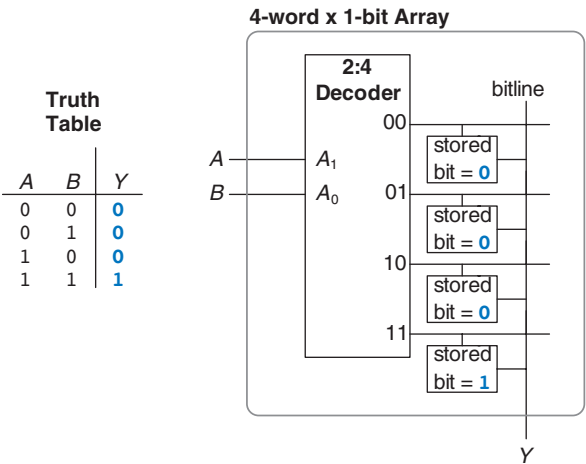 4-word x 1-bit Array
Truth
Table
A B Y
0 0 0
0 1 0
1 0 0
1 1 1
2:4
Decoder
bitline
A A1
B A0
00
stored
bit = 0
01
stored
bit = 0
10
stored
bit = 0
11
stored
bit = 1
Y